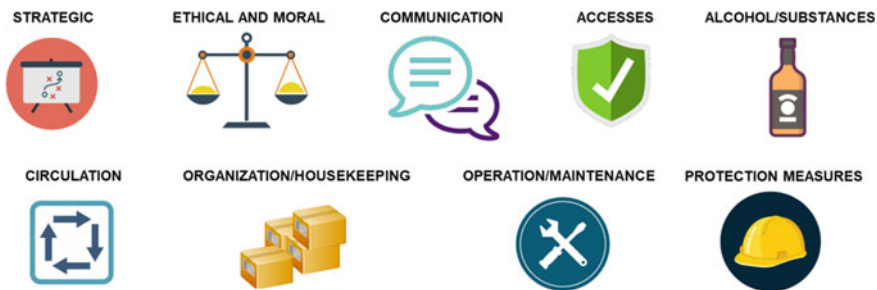 STRATEGIC
ETHICAL AND MORAL
COMMUNICATION
ACCESSES
ALCOHOL/SUBSTANCES
CIRCULATION
ORGANIZATION/HOUSEKEEPING
OPERATION/MAINTENANCE
PROTECTION MEASURES